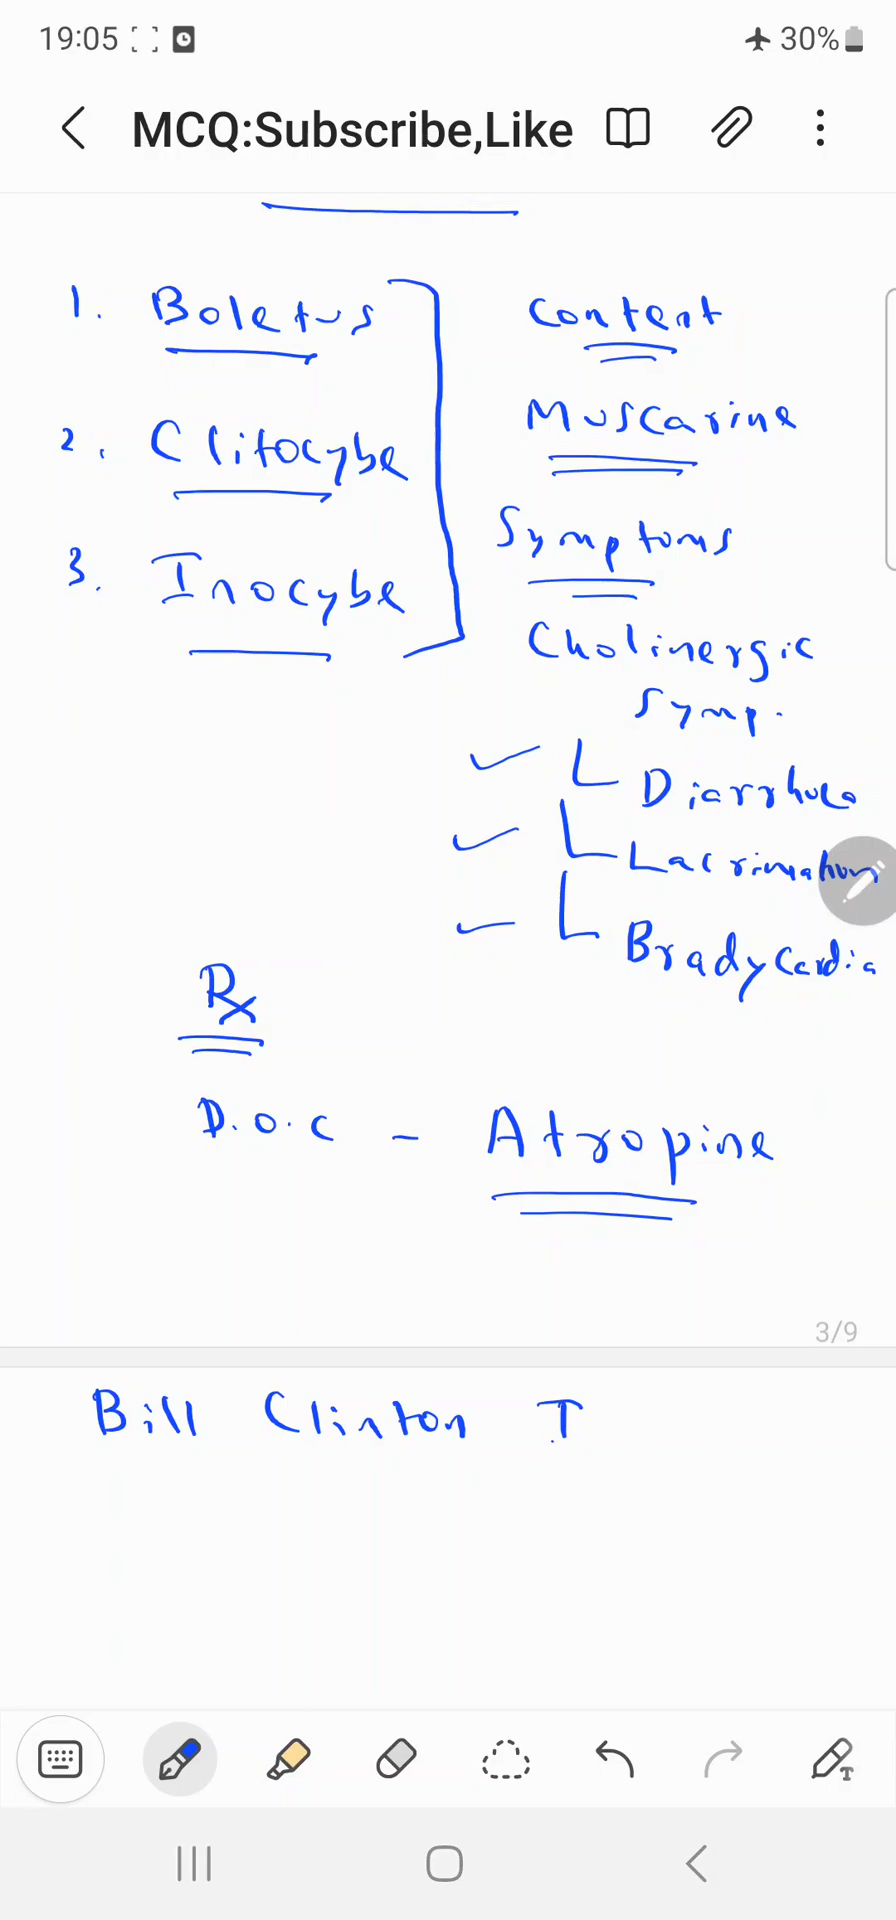 19:05 30%
MCQ:Subscribe,Like
1. Boletus
2. Clitocybe
3. Inocybe
Content
Muscarine
Symptoms
Cholinergic
Symp.
Diarrhoea
Lacrimation
Bradycardia
Rx
D.O.C - Atropine
3/9
Bill Clinton I
T